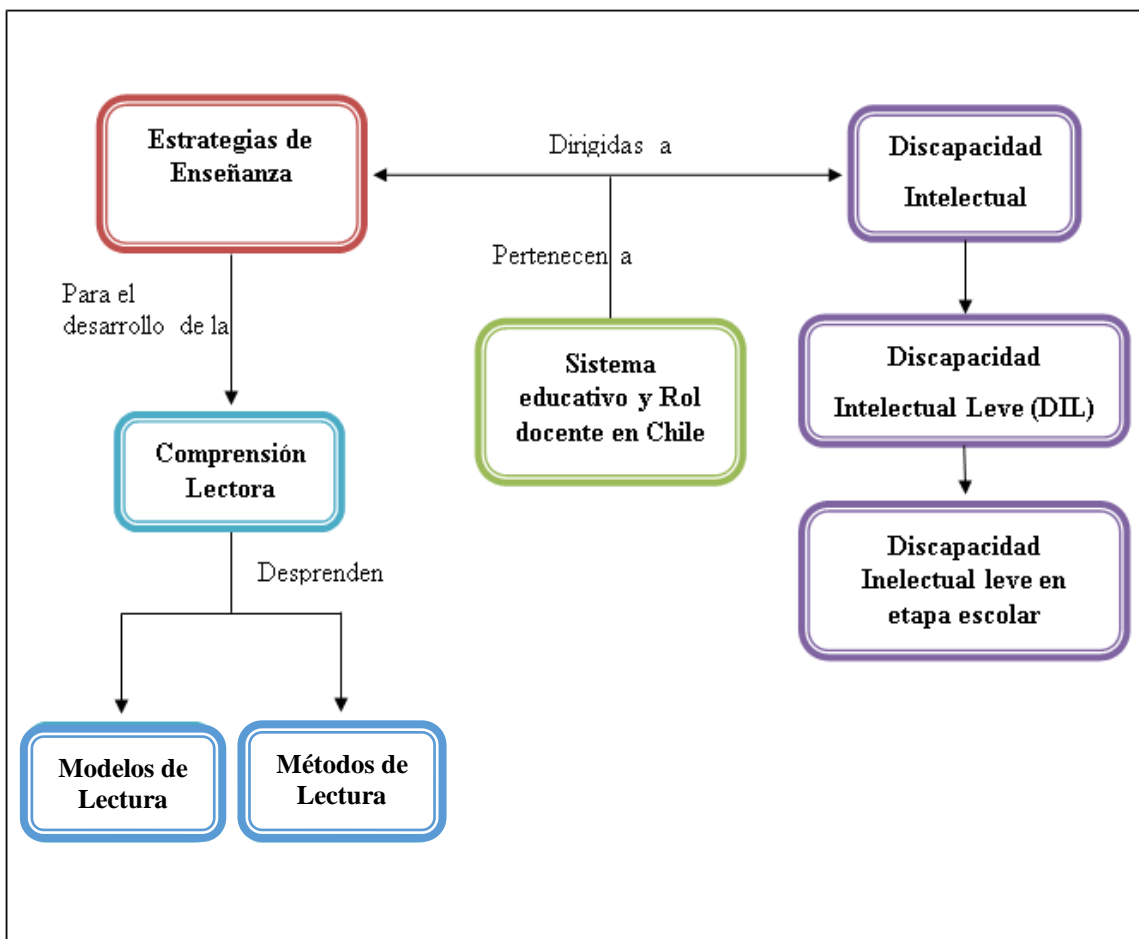 Estrategias de
Enseñanza
Dirigidas a
Discapacidad
Intelectual
Pertenecen a
Para el
desarrollo de la
Sistema
educativo y Rol
docente en Chile
Discapacidad
Intelectual Leve (DIL)
Comprensión
Lectora
Desprenden
Discapacidad
Inelectual leve en
etapa escolar
Modelos de
Lectura
Métodos de
Lectura